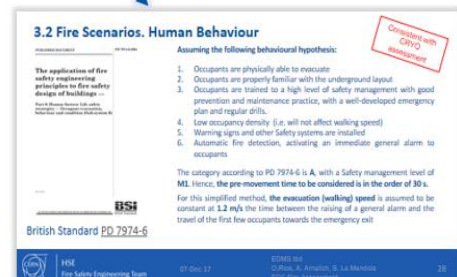 3.2 Fire Scenarios. Human Behaviour
Consistent with
CRYO
assessment
The application of fire
safety engineering
principles to fire safety
design of buildings —
Assuming the following behavioural hypothesis:
1. Occupants are physically able to evacuate
2. Occupants are properly familiar with the underground layout
3. Occupants are trained to a high level of safety management with good
prevention and maintenance practice, with a well-developed emergency
plan and regular drills.
4. Low occupancy density (i.e. will not affect walking speed)
5. Warning signs and other Safety systems are installed
6. Automatic fire detection, activating an immediate general alarm to
occupants
The category according to PD 7974-6 is A, with a Safety management level of
M1. Hence, the pre-movement time to be considered is in the order of 30 s.
For this simplified method, the evacuation (walking) speed is assumed to be
constant at 1.2 m/s the time between the raising of a general alarm and the
travel of the first few occupants towards the emergency exit
BSi
British Standard PD 7974-6
CERN
HSE
Fire Safety Engineering Team
07 Dec 17
EDMS tbd
O.Rios, A. Arnalich, S. La Mendola
28